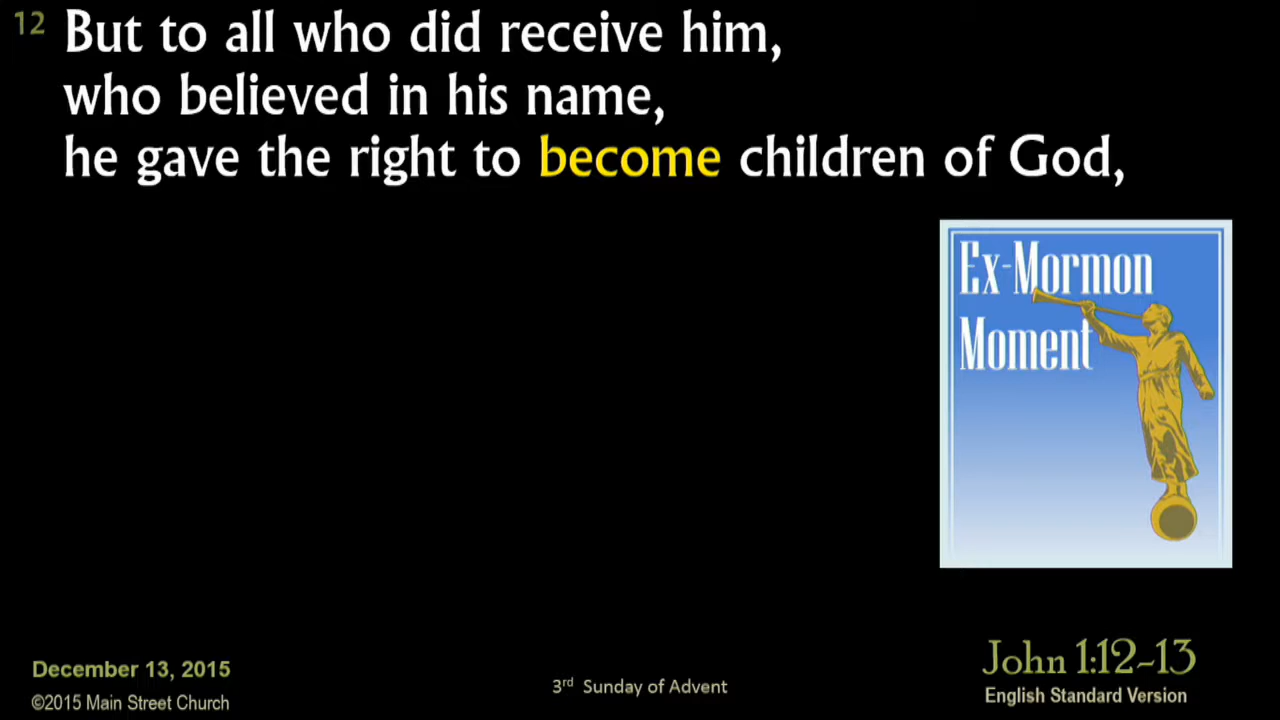 12 But to all who did receive him,
who believed in his name,
he gave the right to become children of God,
Ex-Mormon
Moment
December 13, 2015
©2015 Main Street Church
3rd Sunday of Advent
John 1:12-13
English Standard Version